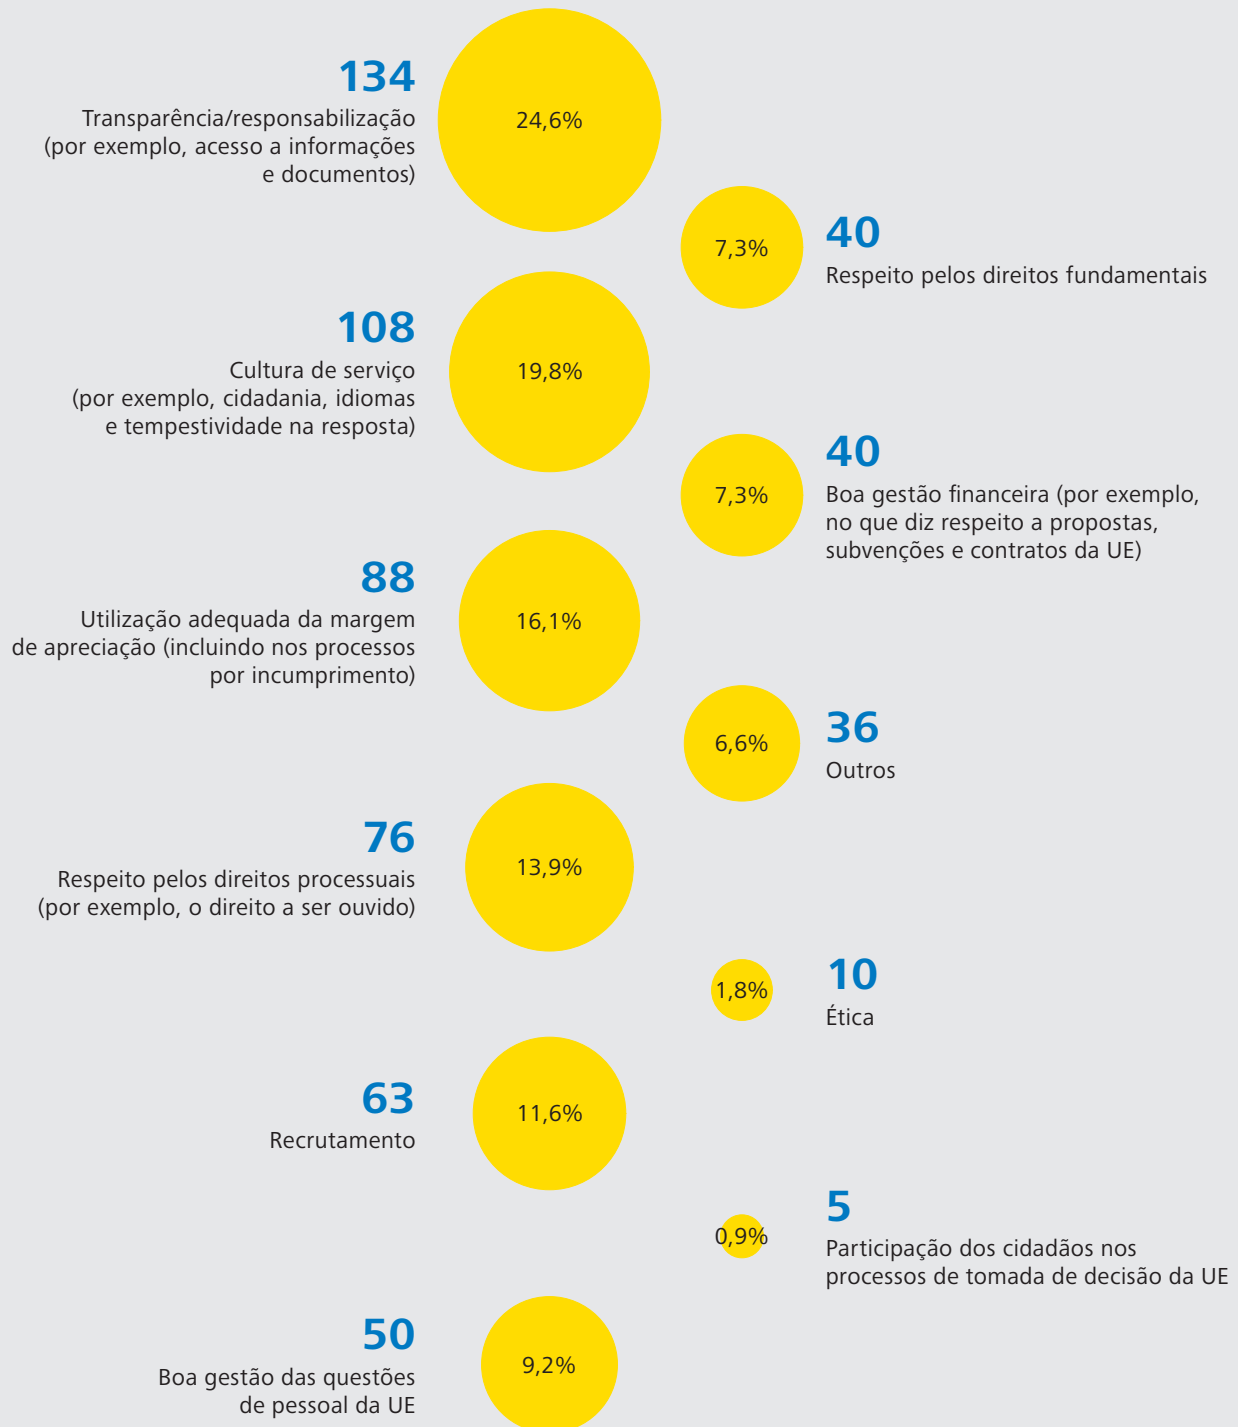 134
Transparência/responsabilização
(por exemplo, acesso a informações
e documentos)
24,6%
7,3%
40
Respeito pelos direitos fundamentais
108
Cultura de serviço
(por exemplo, cidadania, idiomas
e tempestividade na resposta)
19,8%
7,3%
40
Boa gestão financeira (por exemplo,
no que diz respeito a propostas,
subvenções e contratos da UE)
88
Utilização adequada da margem
de apreciação (incluindo nos processos
por incumprimento)
16,1%
6,6%
36
Outros
76
Respeito pelos direitos processuais
(por exemplo, o direito a ser ouvido)
13,9%
1,8%
10
Ética
63
Recrutamento
11,6%
0,9%
5
Participação dos cidadãos nos
processos de tomada de decisão da UE
50
Boa gestão das questões
de pessoal da UE
9,2%